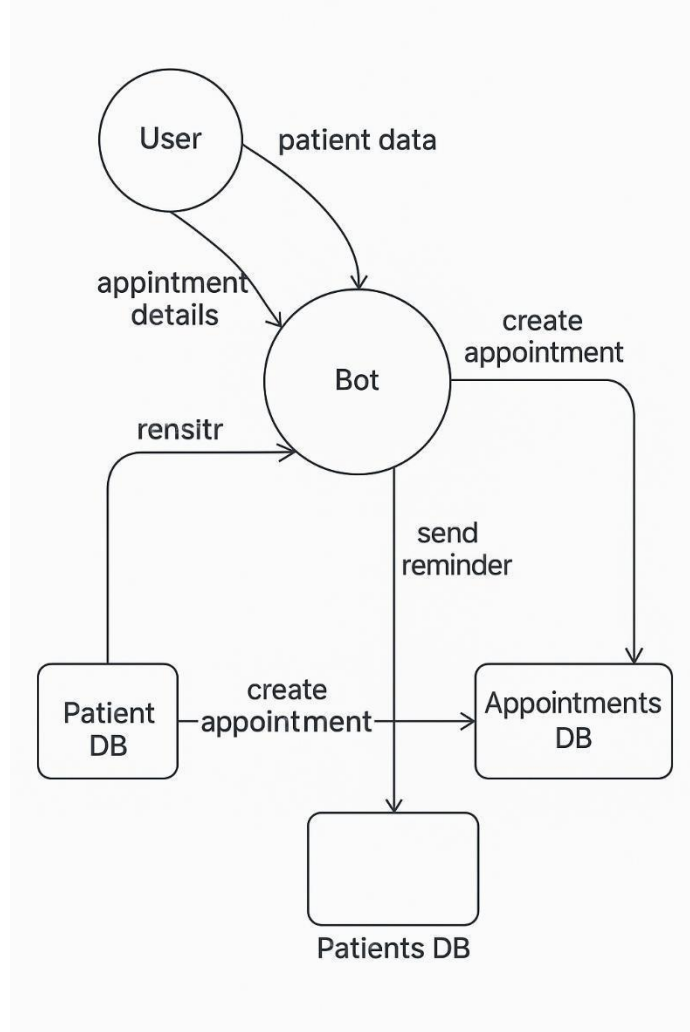 User
patient data
appintment
details
create
appointment
Bot
rensitr
send
reminder
create
appointment
Patient
DB
Appointments
DB
Patients DB